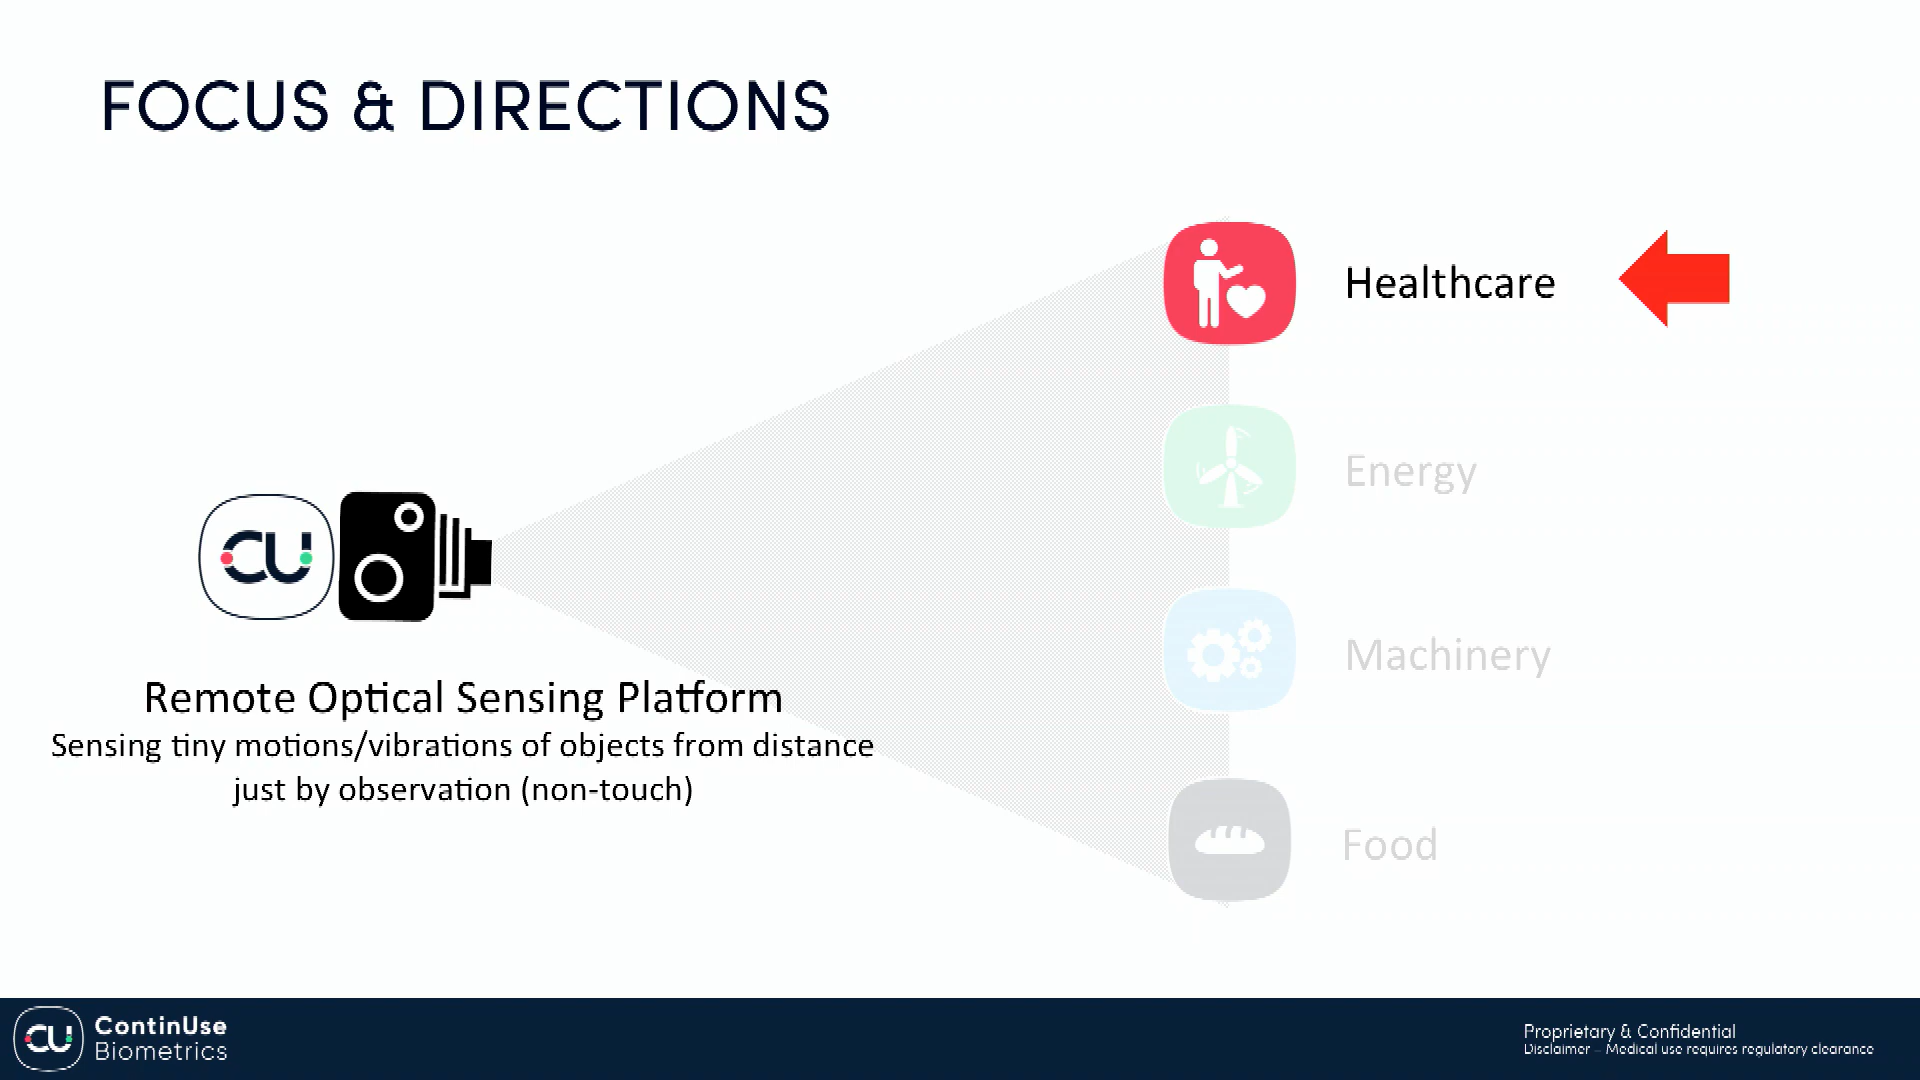 FOCUS & DIRECTIONS
Healthcare
Energy
Machinery
Food
CU
Remote Optical Sensing Platform
Sensing tiny motions/vibrations of objects from distance
just by observation (non-touch)
CU
ContinUse
Biometrics
Proprietary & Confidential
Disclaimer – Medical use requires regulatory clearance